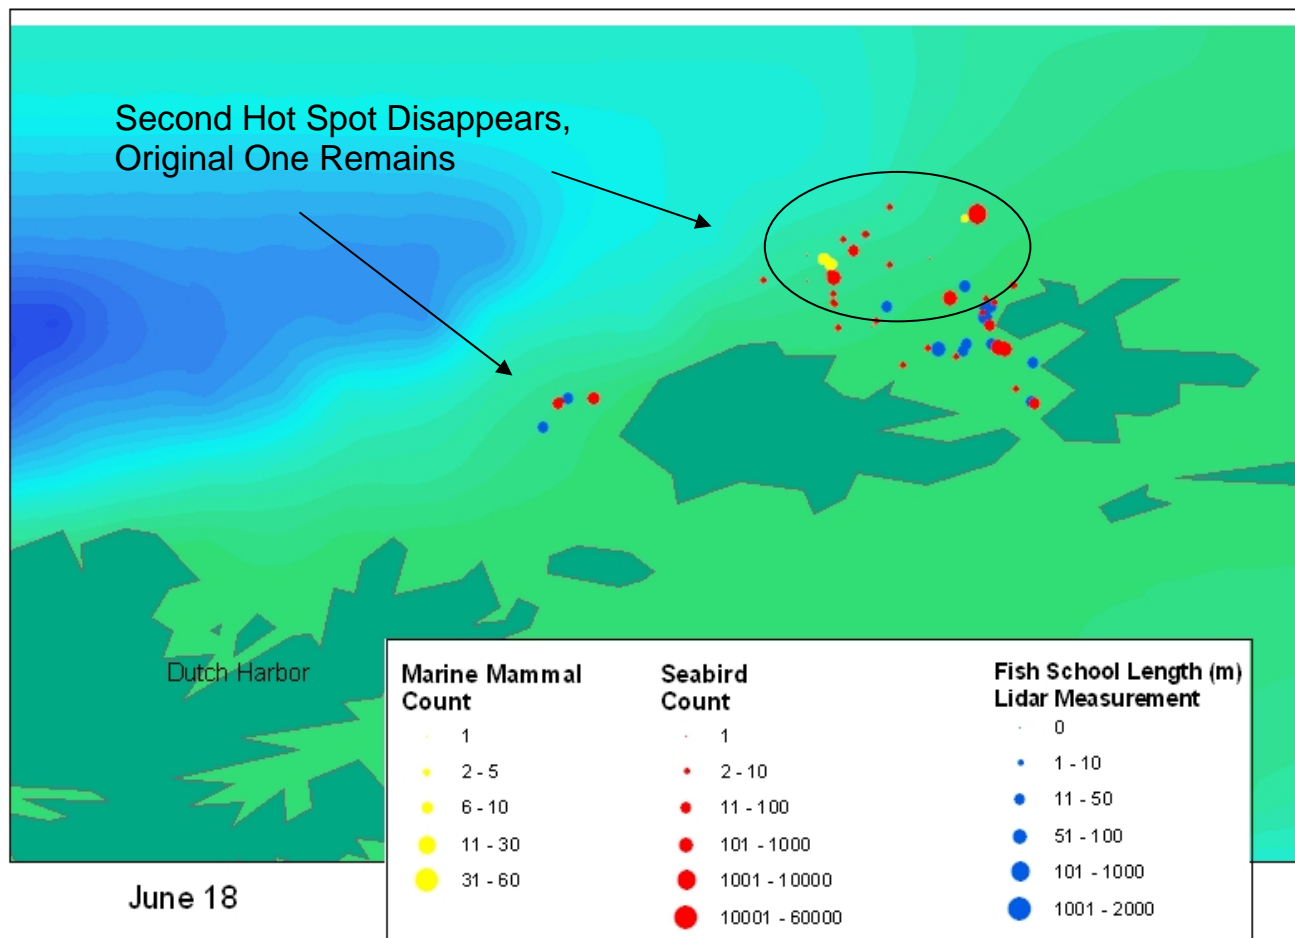 Second Hot Spot Disappears,
Original One Remains
Dutch Harbor
Marine Mammal
Count
1
2 - 5
6 - 10
11 - 30
31 - 60
Seabird
Count
1
2 - 10
11 - 100
101 - 1000
1001 - 10000
10001 - 60000
Fish School Length (m)
Lidar Measurement
0
1 - 10
11 - 50
51 - 100
101 - 1000
1001 - 2000
June 18